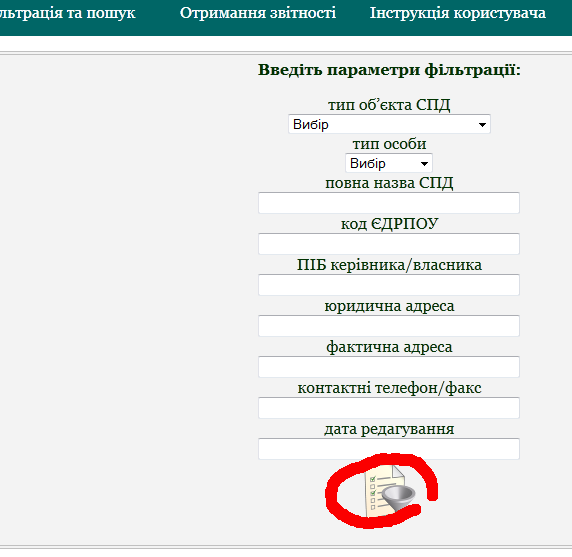 льтрація та пошук Отримання звітності Інструкція користувача
Введіть параметри фільтрації:
тип об’єкта СПД
Вибір
тип особи
Вибір
повна назва СПД
код ЄДРПОУ
ПІБ керівника/власника
юридична адреса
фактична адреса
контактні телефон/факс
дата редагування